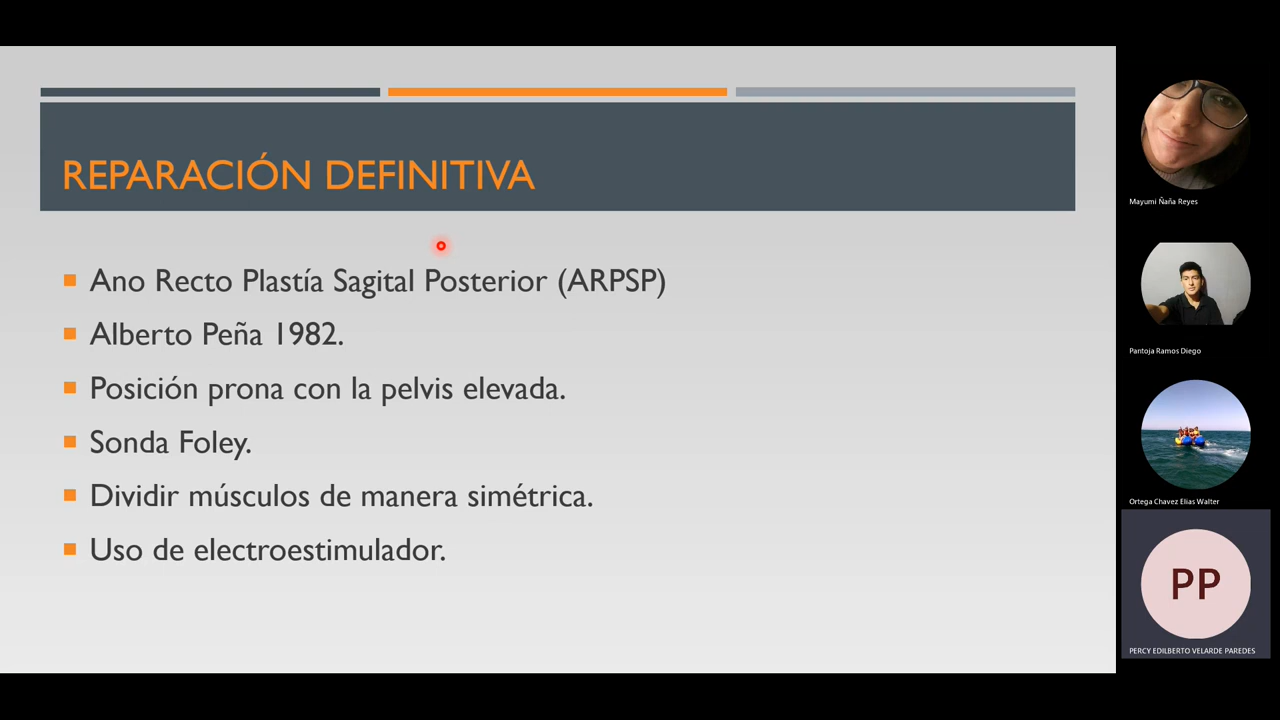 REPARACIÓN DEFINITIVA
Ano Recto Plastía Sagital Posterior (ARPSP)
Alberto Peña 1982.
Posición prona con la pelvis elevada.
Sonda Foley.
Dividir músculos de manera simétrica.
Uso de electroestimulador.
Mayumi Ñaña Reyes
Pantoja Ramos Diego
Ortega Chavez Elias Walter
PP
PERCY EDILBERTO VELARDE PAREDES